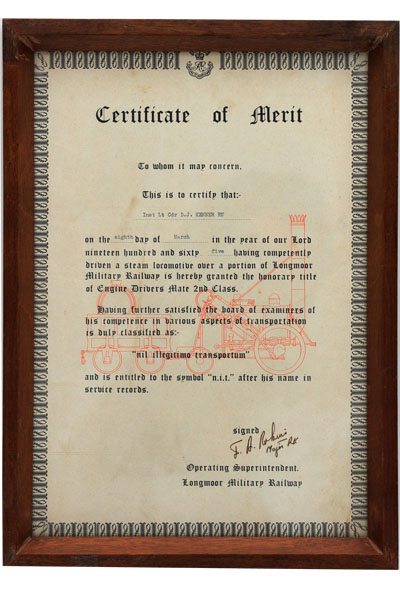 Certificate of Merit
To whom it may concern.
This is to certify that:-
Inst Lt Cdr D.J. RN
on the eighth day of March in the year of our Lord
nineteen hundred and sixty five having competently
driven a steam locomotive over a portion of Longmoor
Military Railway is hereby granted the honorary title
of Engine Drivers Mate 2nd Class.
Having further satisfied the board of examiners of
his competence in various aspects of transportation
is duly classified as:-
"nil illegitimo transportum"
and is entitled to the symbol "n.i.t." after his name in
service records.
signed
Major RE
Operating Superintendent.
Longmoor Military Railway